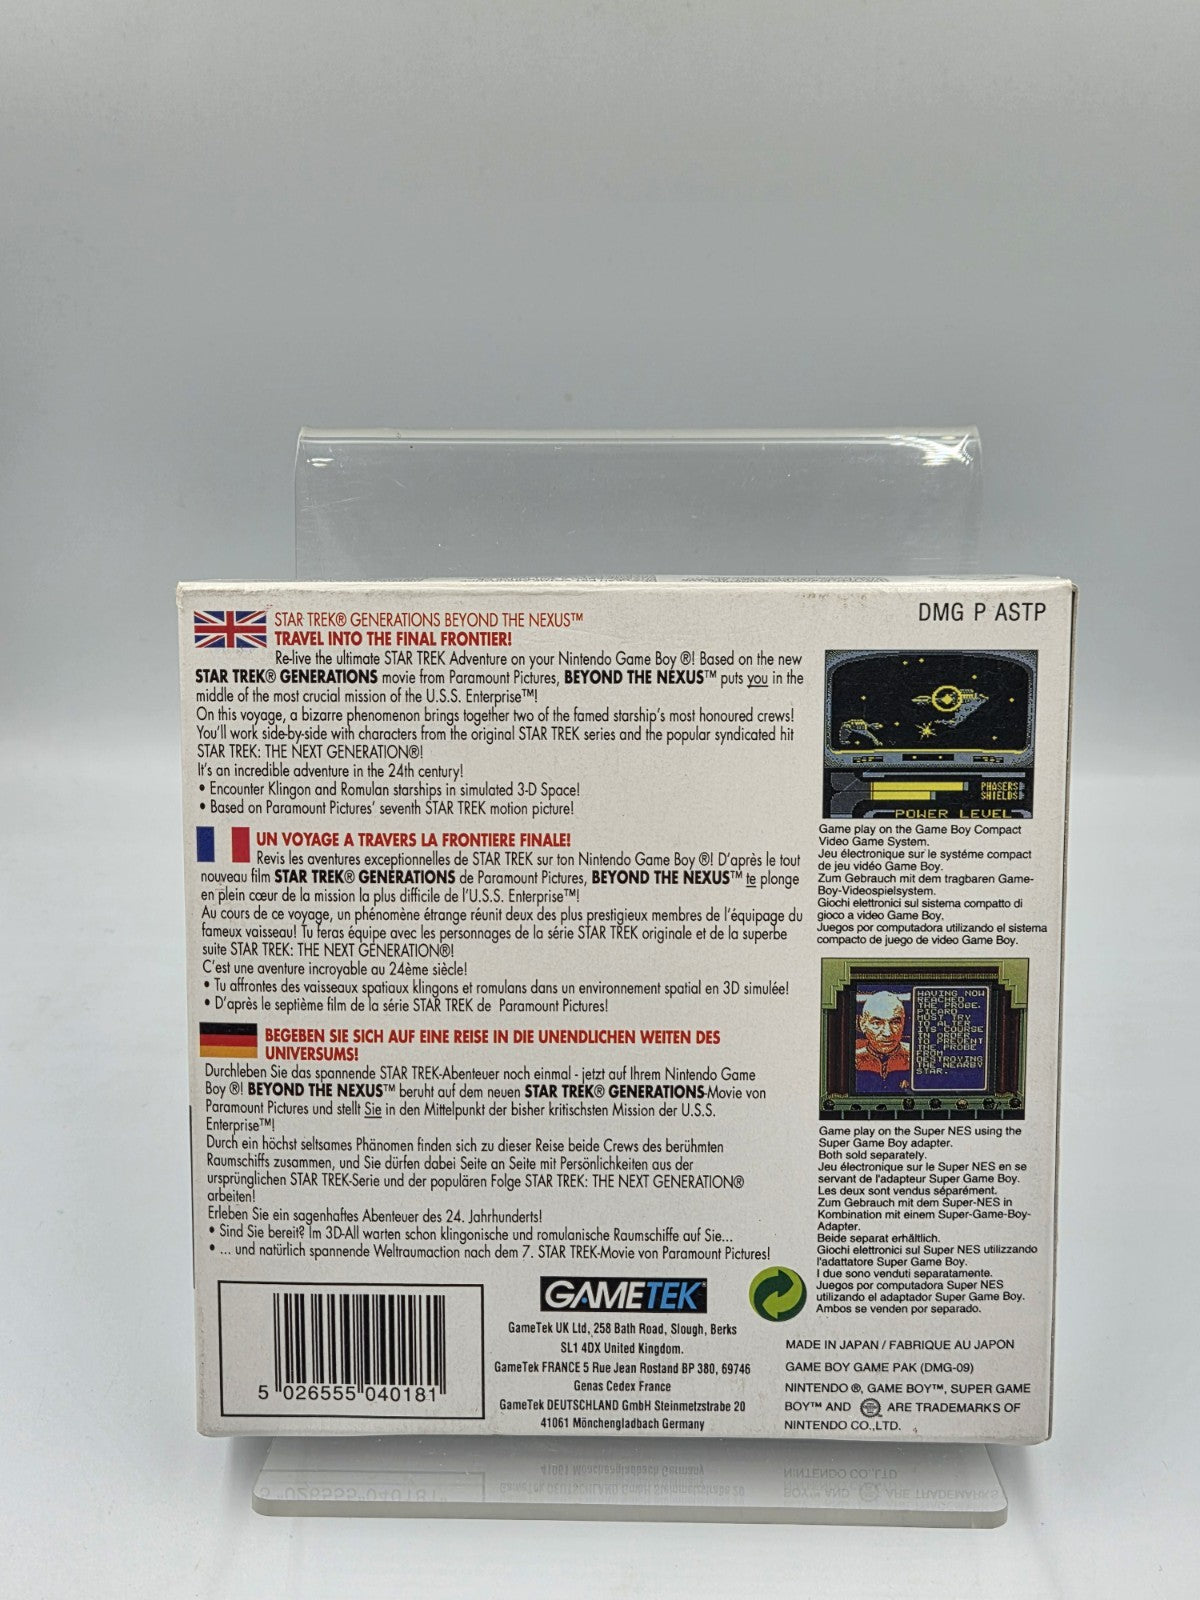 DMG P ASTP
STAR TREK® GENERATIONS BEYOND THE NEXUS™
TRAVEL INTO THE FINAL FRONTIER!
Re-live the ultimate STAR TREK Adventure on your Nintendo Game Boy ®! Based on the new
STAR TREK® GENERATIONS movie from Paramount Pictures, BEYOND THE NEXUS™ puts you in the
middle of the most crucial mission of the U.S.S. Enterprise™!
On this voyage, a bizarre phenomenon brings together two of the famed starship's most honoured crews!
You'll work side-by-side with characters from the original STAR TREK series and the popular syndicated hit
STAR TREK: THE NEXT GENERATION®!
It's an incredible adventure in the 24th century!
• Encounter Klingon and Romulan starships in simulated 3-D Space!
• Based on Paramount Pictures' seventh STAR TREK motion picture!
UN VOYAGE A TRAVERS LA FRONTIERE FINALE!
Revis les aventures exceptionnelles de STAR TREK sur ton Nintendo Game Boy ®! D'après le tout
nouveau film STAR TREK® GENERATIONS de Paramount Pictures, BEYOND THE NEXUS™ te plonge
en plein cœur de la mission la plus difficile de l'U.S.S. Enterprise™!
Au cours de ce voyage, un phénomène étrange réunit deux des plus prestigieux membres de l'équipage du
fameux vaisseau! Tu feras équipe avec les personnages de la série STAR TREK originale et de la superbe
suite STAR TREK: THE NEXT GENERATION®!
C'est une aventure incroyable au 24ème siècle!
• Tu affrontes des vaisseaux spatiaux klingons et romulans dans un environnement spatial en 3D simulée!
• D'après le septième film de la série STAR TREK de Paramount Pictures!
BEGEBEN SIE SICH AUF EINE REISE IN DIE UNENDLICHEN WEITEN DES
UNIVERSUMS!
Durchleben Sie das spannende STAR TREK-Abenteuer noch einmal - jetzt auf Ihrem Nintendo Game
Boy ®! BEYOND THE NEXUS™ beruht auf dem neuen STAR TREK® GENERATIONS-Movie von
Paramount Pictures und stellt Sie in den Mittelpunkt der bisher kritischsten Mission der U.S.S.
Enterprise™!
Durch ein höchst seltsames Phänomen finden sich zu dieser Reise beide Crews des berühmten
Raumschiffs zusammen, und Sie dürfen dabei Seite an Seite mit Persönlichkeiten aus der
ursprünglichen STAR TREK-Serie und der populären Folge STAR TREK: THE NEXT GENERATION®
arbeiten!
Erleben Sie ein sagenhaftes Abenteuer des 24. Jahrhunderts!
• Sind Sie bereit? Im 3D-All warten schon klingonische und romulanische Raumschiffe auf Sie...
• ... und natürlich spannende Weltraumaction nach dem 7. STAR TREK-Movie von Paramount Pictures!
PHASERS
SHIELDS
POWER LEVEL
Game play on the Game Boy Compact
Video Game System.
Jeu électronique sur le systéme compact
de jeu vidéo Game Boy.
Zum Gebrauch mit dem tragbaren Game-
Boy-Videospielsystem.
Giochi elettronici sul sistema compatto di
gioco a video Game Boy.
Juegos por computadora utilizando el sistema
compacto de juego de video Game Boy.
HAVING NOW
REACHED
THE PROBE,
PICARD
MUST TRY
TO ALTER
ITS COURSE
IN ORDER
TO PREVENT
THE PROBE
FROM
DESTROYING
THE NEARBY
STAR.
Game play on the Super NES using the
Super Game Boy adapter.
Both sold separately.
Jeu électronique sur le Super NES en se
servant de l'adapteur Super Game Boy.
Les deux sont vendus séparément.
Zum Gebrauch mit dem Super-NES in
Kombination mit einem Super-Game-Boy-
Adapter.
Beide separat erhältlich.
Giochi elettronici sul Super NES utilizzando
l'adattatore Super Game Boy.
I due sono venduti separatamente.
Juegos por computadora Super NES
utilizando el adaptador Super Game Boy.
Ambos se venden por separado.
5 026555 040181
GAMETEK®
GameTek UK Ltd, 258 Bath Road, Slough, Berks
SL1 4DX United Kingdom.
GameTek FRANCE 5 Rue Jean Rostand BP 380, 69746
Genas Cedex France
GameTek DEUTSCHLAND GmbH Steinmetzstrabe 20
41061 Mönchengladbach Germany
MADE IN JAPAN / FABRIQUE AU JAPON
GAME BOY GAME PAK (DMG-09)
NINTENDO ®, GAME BOY™, SUPER GAME
BOY™ AND ARE TRADEMARKS OF
NINTENDO CO.,LTD.